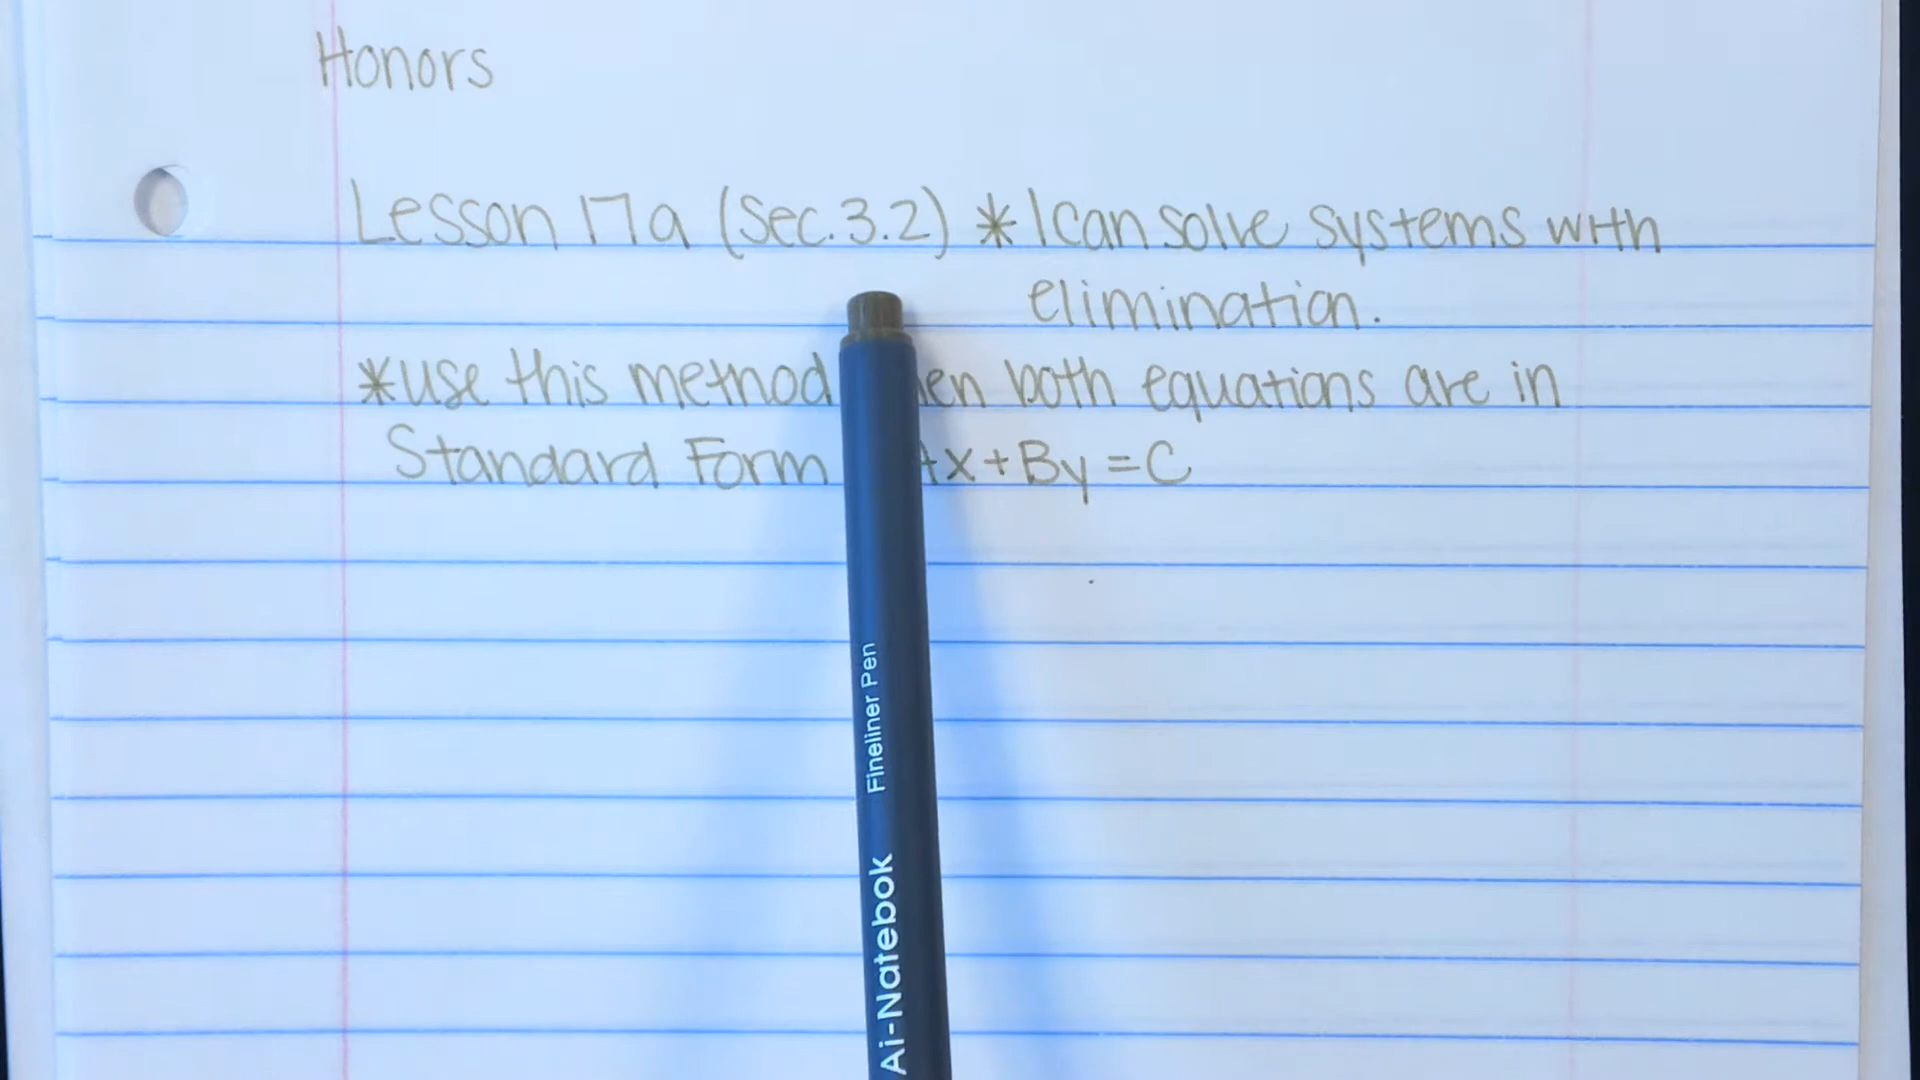 Honors
Lesson 17a (Sec. 3.2) * I can solve systems with
elimination.
*use this method en both equations are in
Standard Form x+By=C
Fineliner Pen
Ai-Natebok